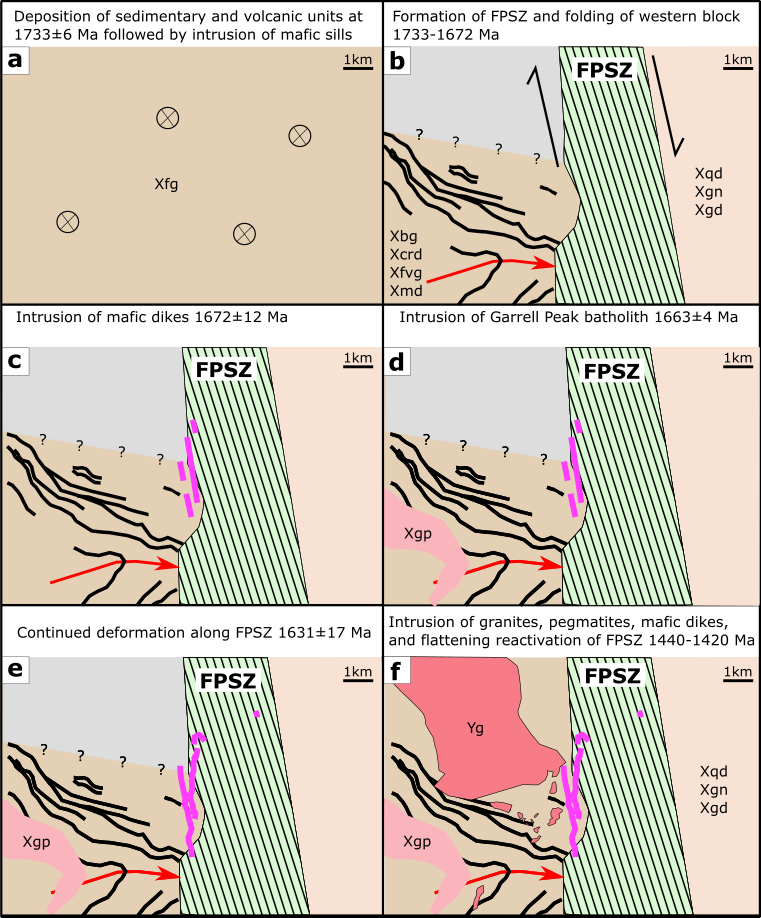 Deposition of sedimentary and volcanic units at
1733±6 Ma followed by intrusion of mafic sills
a
1km
Xfg
Formation of FPSZ and folding of western block
1733-1672 Ma
b
FPSZ
1km
?
?
?
?
Xqd
Xgn
Xgd
Xbg
Xcrd
Xfvg
Xmd
Intrusion of mafic dikes 1672±12 Ma
c
FPSZ
1km
?
?
?
?
Intrusion of Garrell Peak batholith 1663±4 Ma
d
FPSZ
1km
?
?
?
?
Xgp
Continued deformation along FPSZ 1631±17 Ma
e
FPSZ
1km
?
?
?
?
Xgp
Intrusion of granites, pegmatites, mafic dikes,
and flattening reactivation of FPSZ 1440-1420 Ma
f
FPSZ
1km
Yg
Xqd
Xgn
Xgd
Xgp